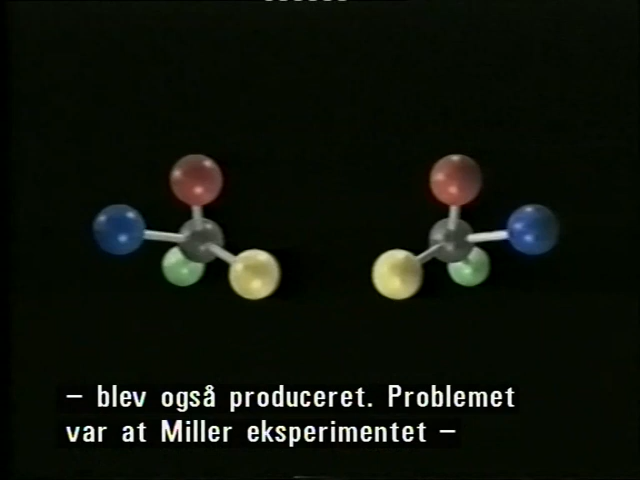 – blev også produceret. Problemet
var at Miller eksperimentet –